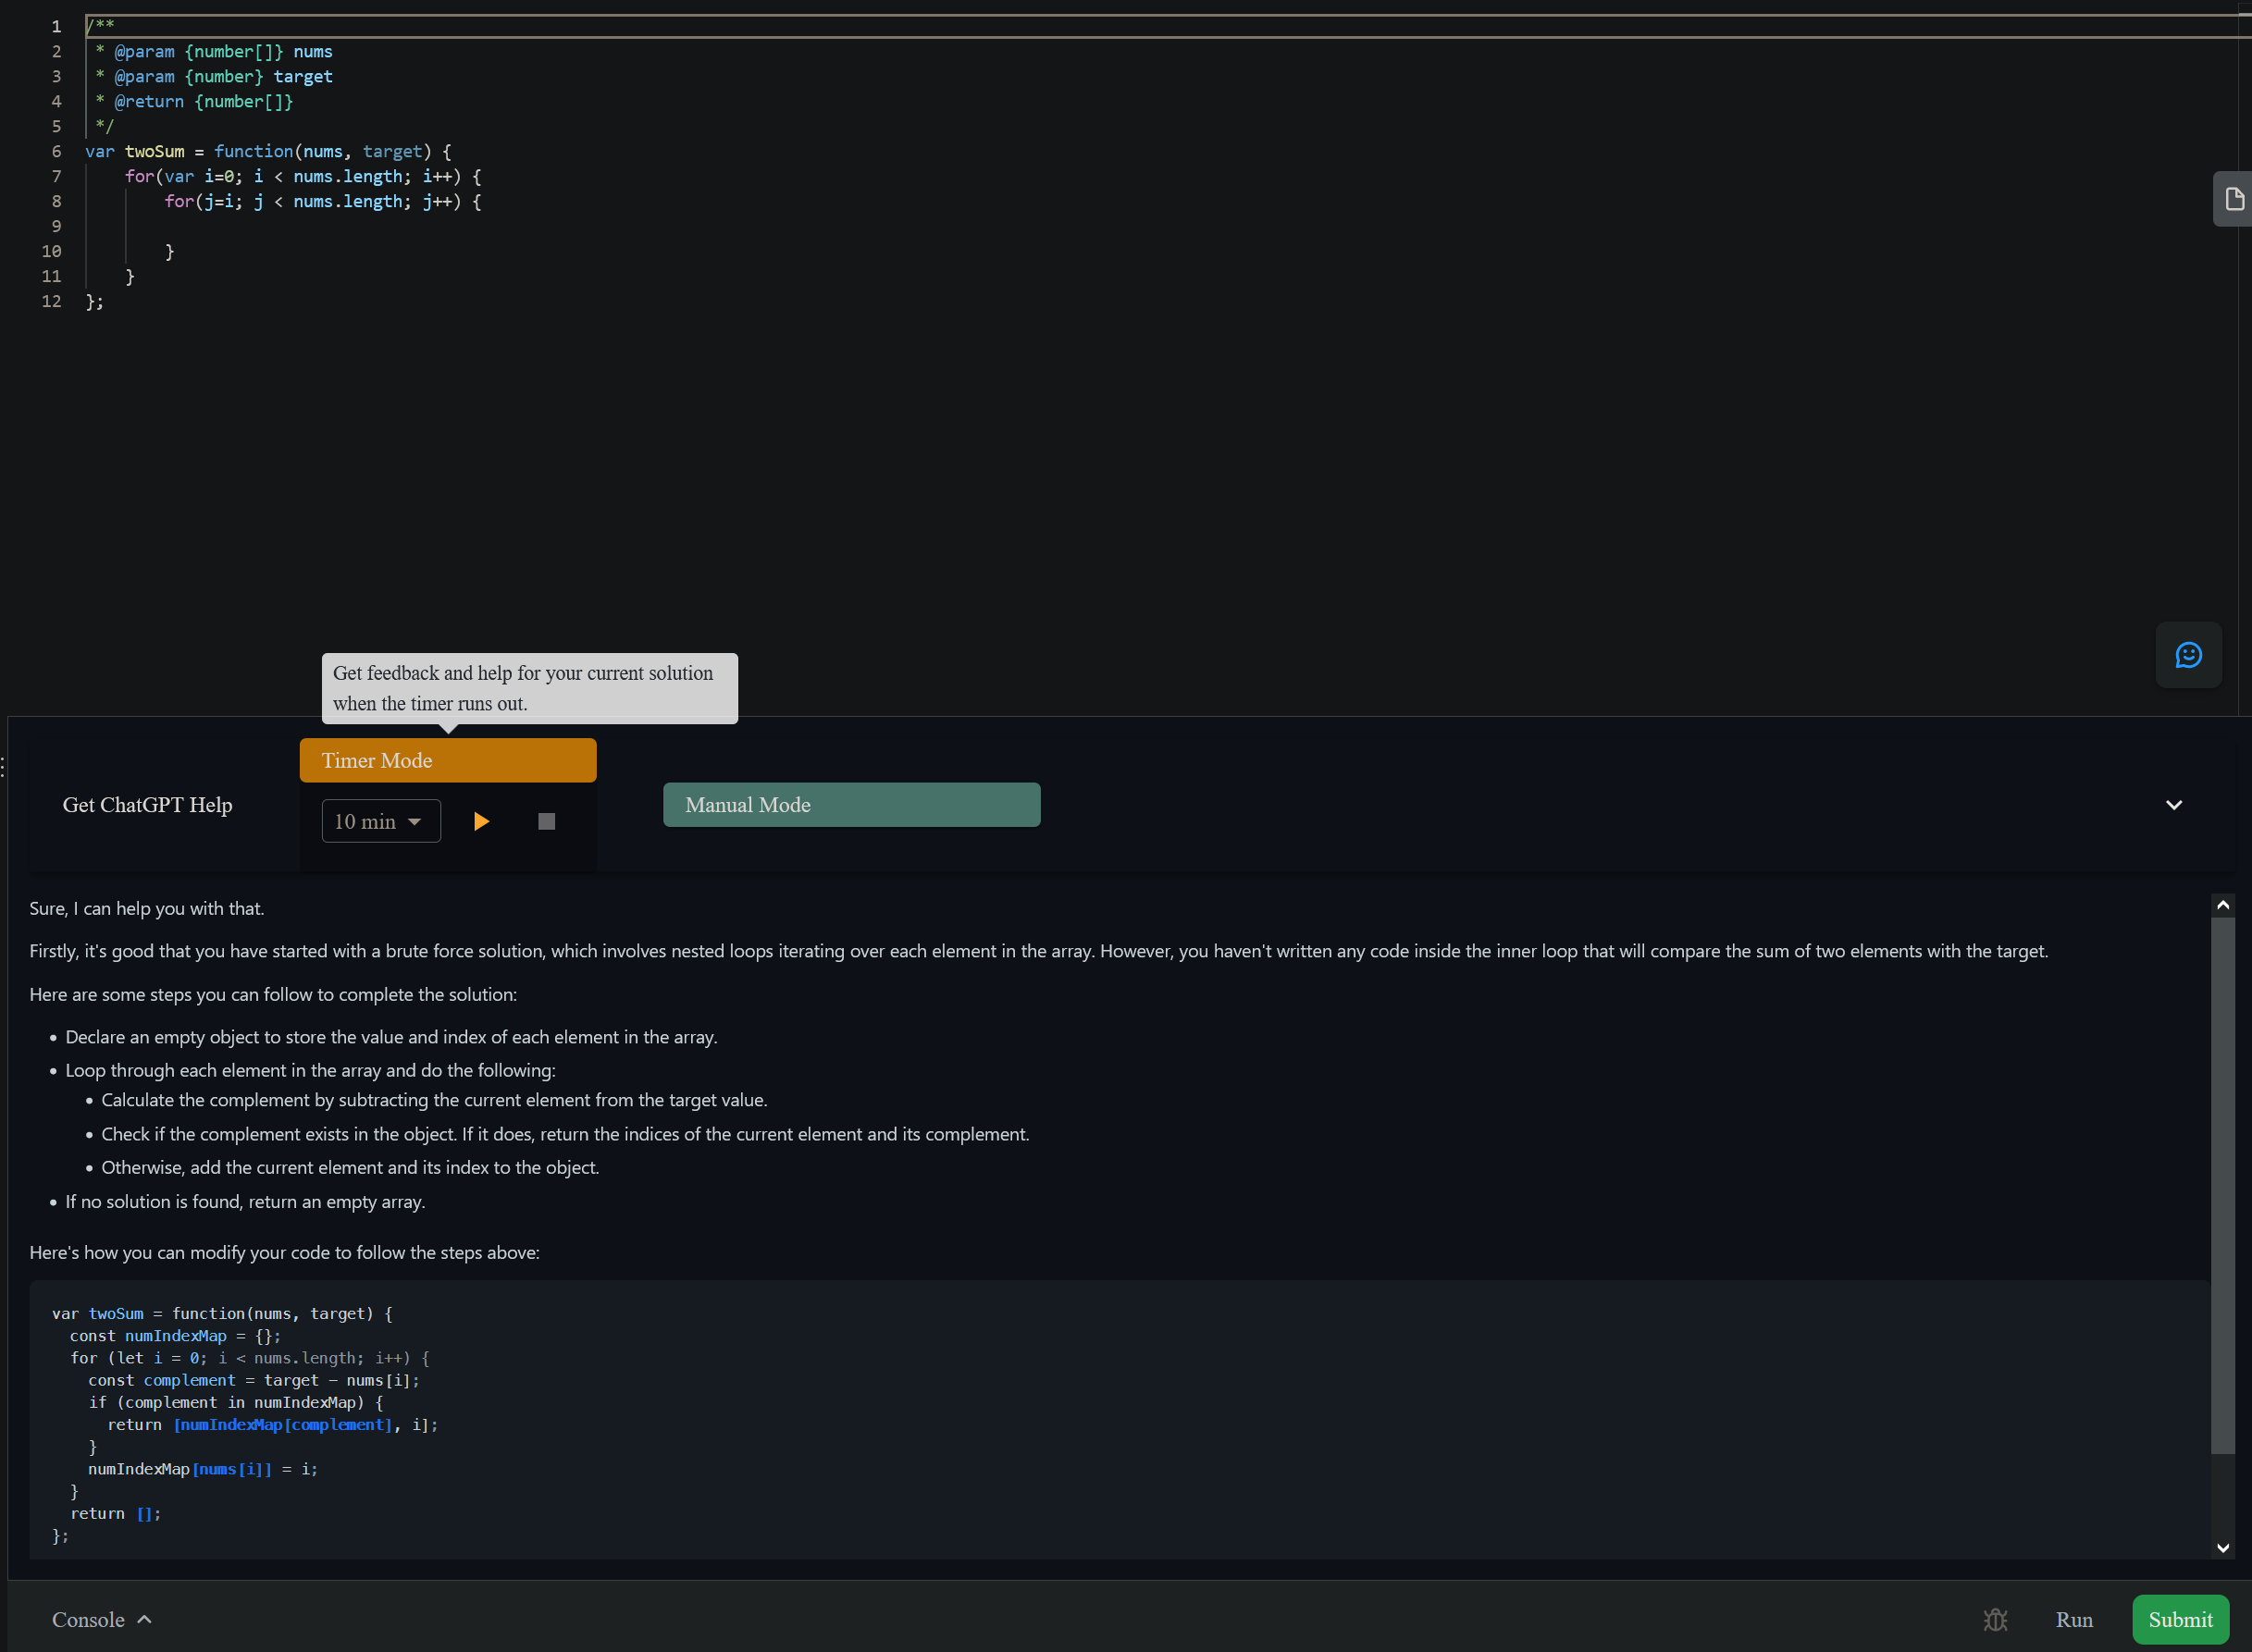 1 /**
2  * @param {number[]} nums
3  * @param {number} target
4  * @return {number[]}
5  */
6 var twoSum = function(nums, target) {
7     for(var i=0; i < nums.length; i++) {
8         for(j=i; j < nums.length; j++) {
9
10         }
11     }
12 };
Get feedback and help for your current solution
when the timer runs out.
Timer Mode
Get ChatGPT Help
Manual Mode
10 min
Sure, I can help you with that.
Firstly, it's good that you have started with a brute force solution, which involves nested loops iterating over each element in the array. However, you haven't written any code inside the inner loop that will compare the sum of two elements with the target.
Here are some steps you can follow to complete the solution:
• Declare an empty object to store the value and index of each element in the array.
• Loop through each element in the array and do the following:
• Calculate the complement by subtracting the current element from the target value.
• Check if the complement exists in the object. If it does, return the indices of the current element and its complement.
• Otherwise, add the current element and its index to the object.
• If no solution is found, return an empty array.
Here's how you can modify your code to follow the steps above:
var twoSum = function(nums, target) {
  const numIndexMap = {};
  for (let i = 0; i < nums.length; i++) {
    const complement = target - nums[i];
    if (complement in numIndexMap) {
      return [numIndexMap[complement], i];
    }
    numIndexMap[nums[i]] = i;
  }
  return [];
};
Console
Run
Submit